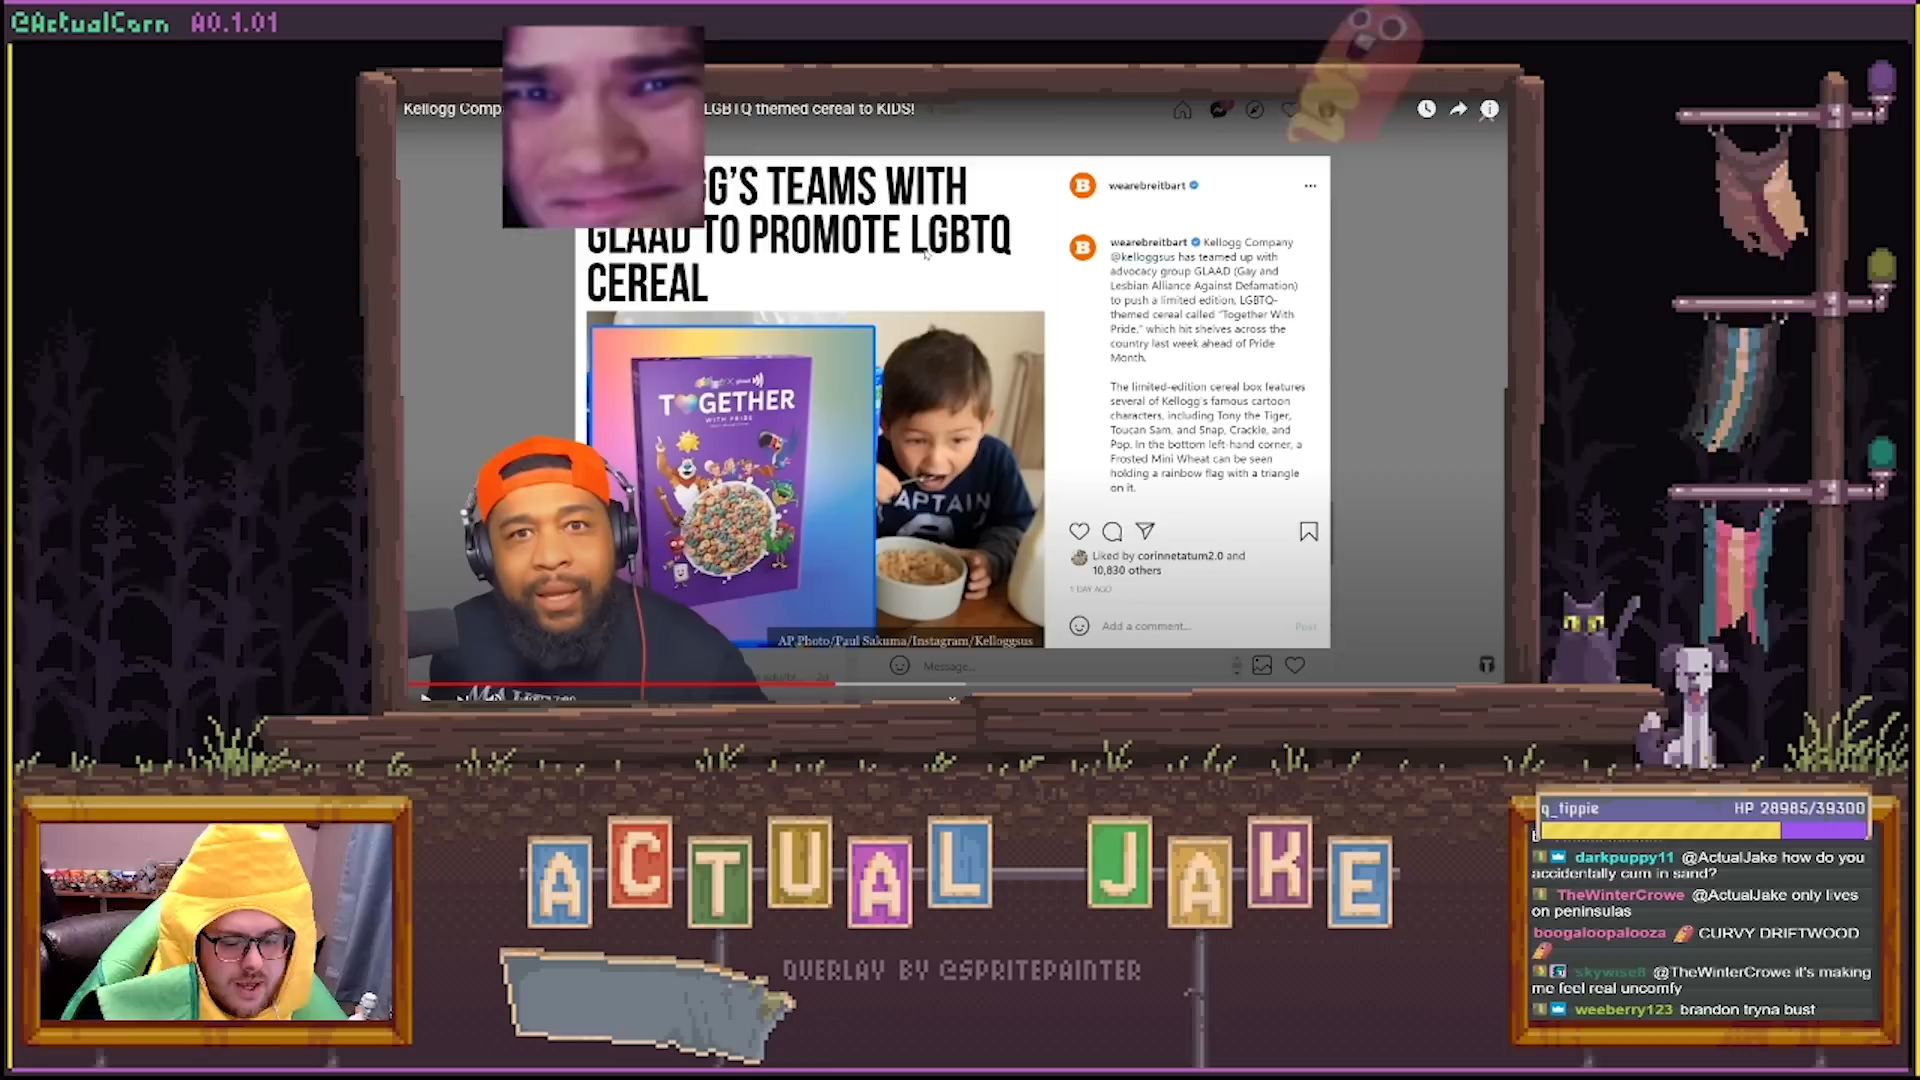 @ActualCorn A0.1.01
Kellogg Comp
LGBTQ themed cereal to KIDS!
GG'S TEAMS WITH
GLAAD TO PROMOTE LGBTQ
CEREAL
TOGETHER
WITH PRIDE
glaad
APTAIN
AP Photo/Paul Sakuma/Instagram/Kelloggsus
wearebreitbart
...
wearebreitbart Kellogg Company
@kelloggsus has teamed up with
advocacy group GLAAD (Gay and
Lesbian Alliance Against Defamation)
to push a limited edition, LGBTQ-
themed cereal called "Together With
Pride," which hit shelves across the
country last week ahead of Pride
Month.
The limited-edition cereal box features
several of Kellogg's famous cartoon
characters, including Tony the Tiger,
Toucan Sam, and Snap, Crackle, and
Pop. In the bottom left-hand corner, a
Frosted Mini Wheat can be seen
holding a rainbow flag with a triangle
on it.
Liked by corinnetatum2.0 and
10,830 others
1 DAY AGO
Add a comment...
Post
Message...
2d
ACTUAL JAKE
OVERLAY BY @SPRITEPAINTER
q_tippie HP 28985/39300
darkpuppy11 @ActualJake how do you
accidentally cum in sand?
TheWinterCrowe @ActualJake only lives
on peninsulas
boogaloopalooza CURVY DRIFTWOOD
skywise8 @TheWinterCrowe it's making
me feel real uncomfy
weeberry123 brandon tryna bust